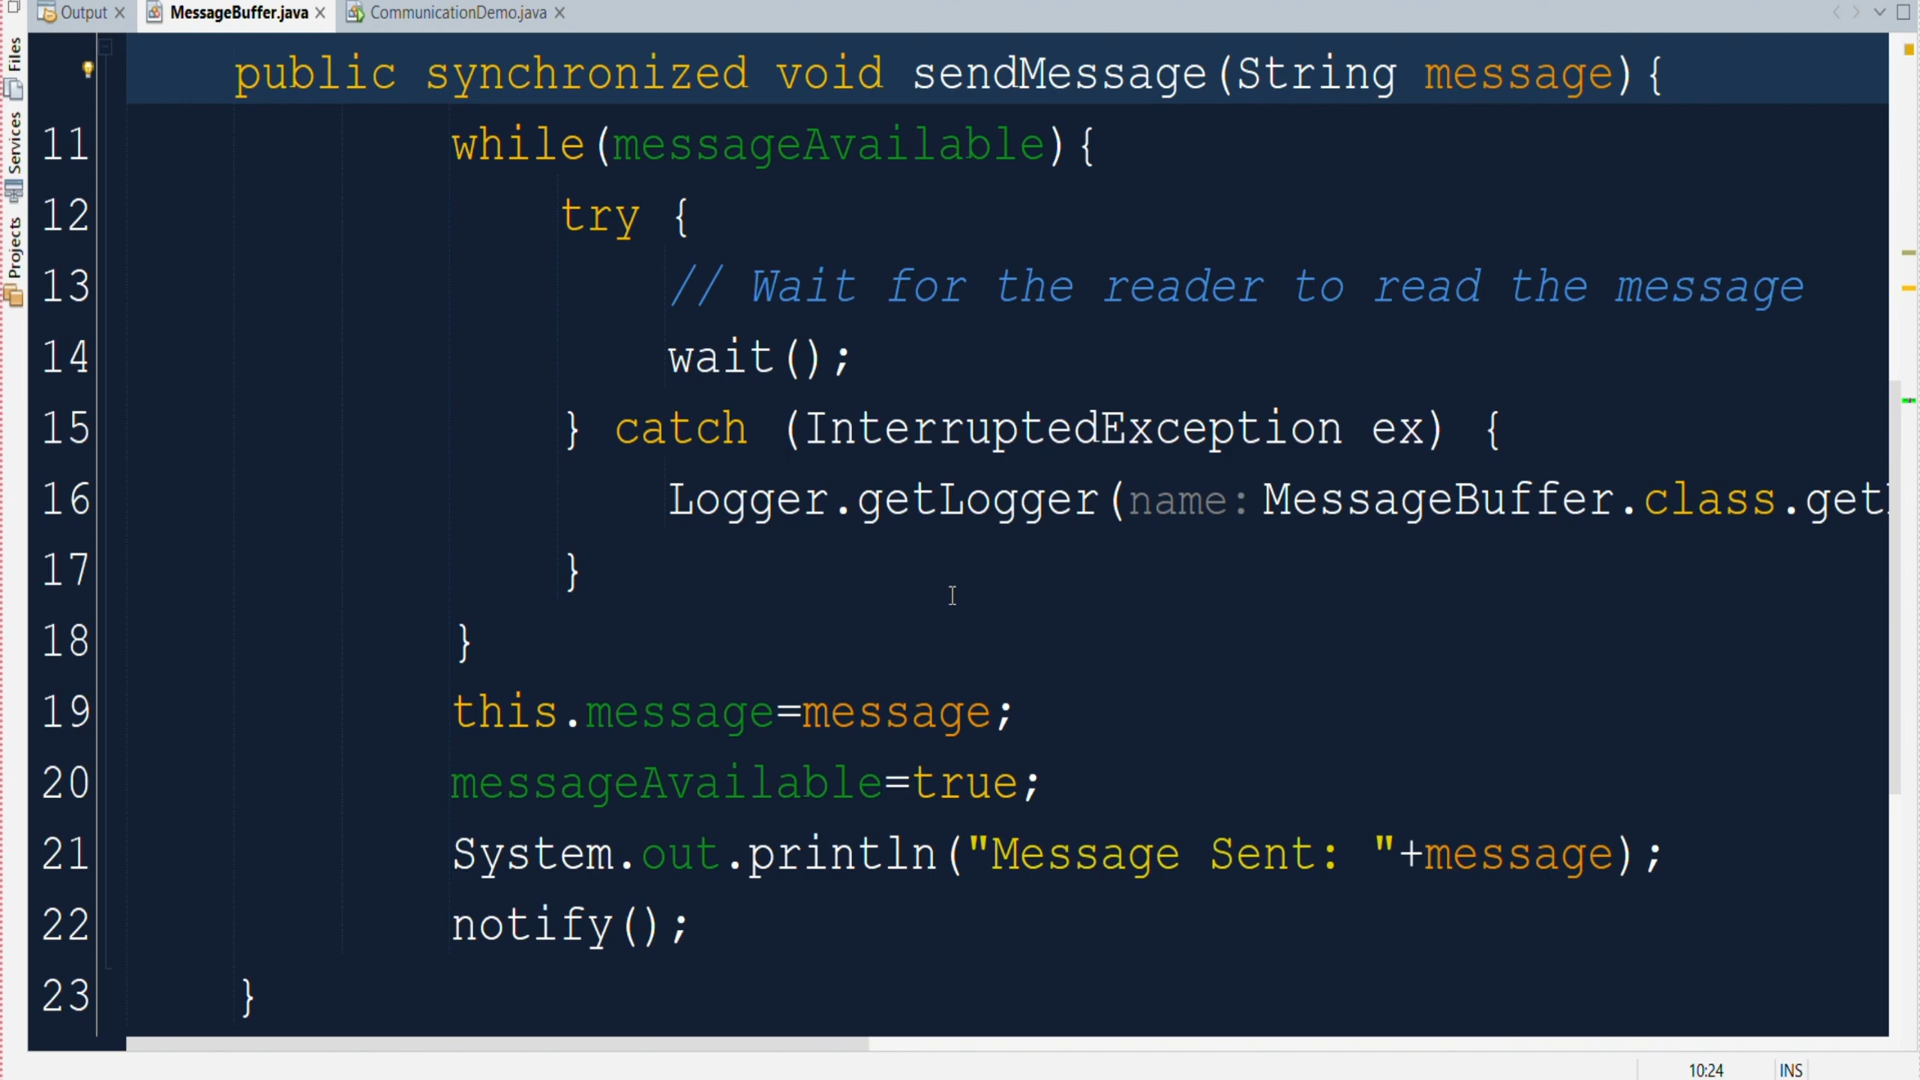 Output MessageBuffer.java CommunicationDemo.java
Files
Services
Projects
public synchronized void sendMessage(String message){
11 while(messageAvailable){
12 try {
13 // Wait for the reader to read the message
14 wait();
15 } catch (InterruptedException ex) {
16 Logger.getLogger(name: MessageBuffer.class.get
17 }
18 }
19 this.message=message;
20 messageAvailable=true;
21 System.out.println("Message Sent: "+message);
22 notify();
23 }
10:24 INS